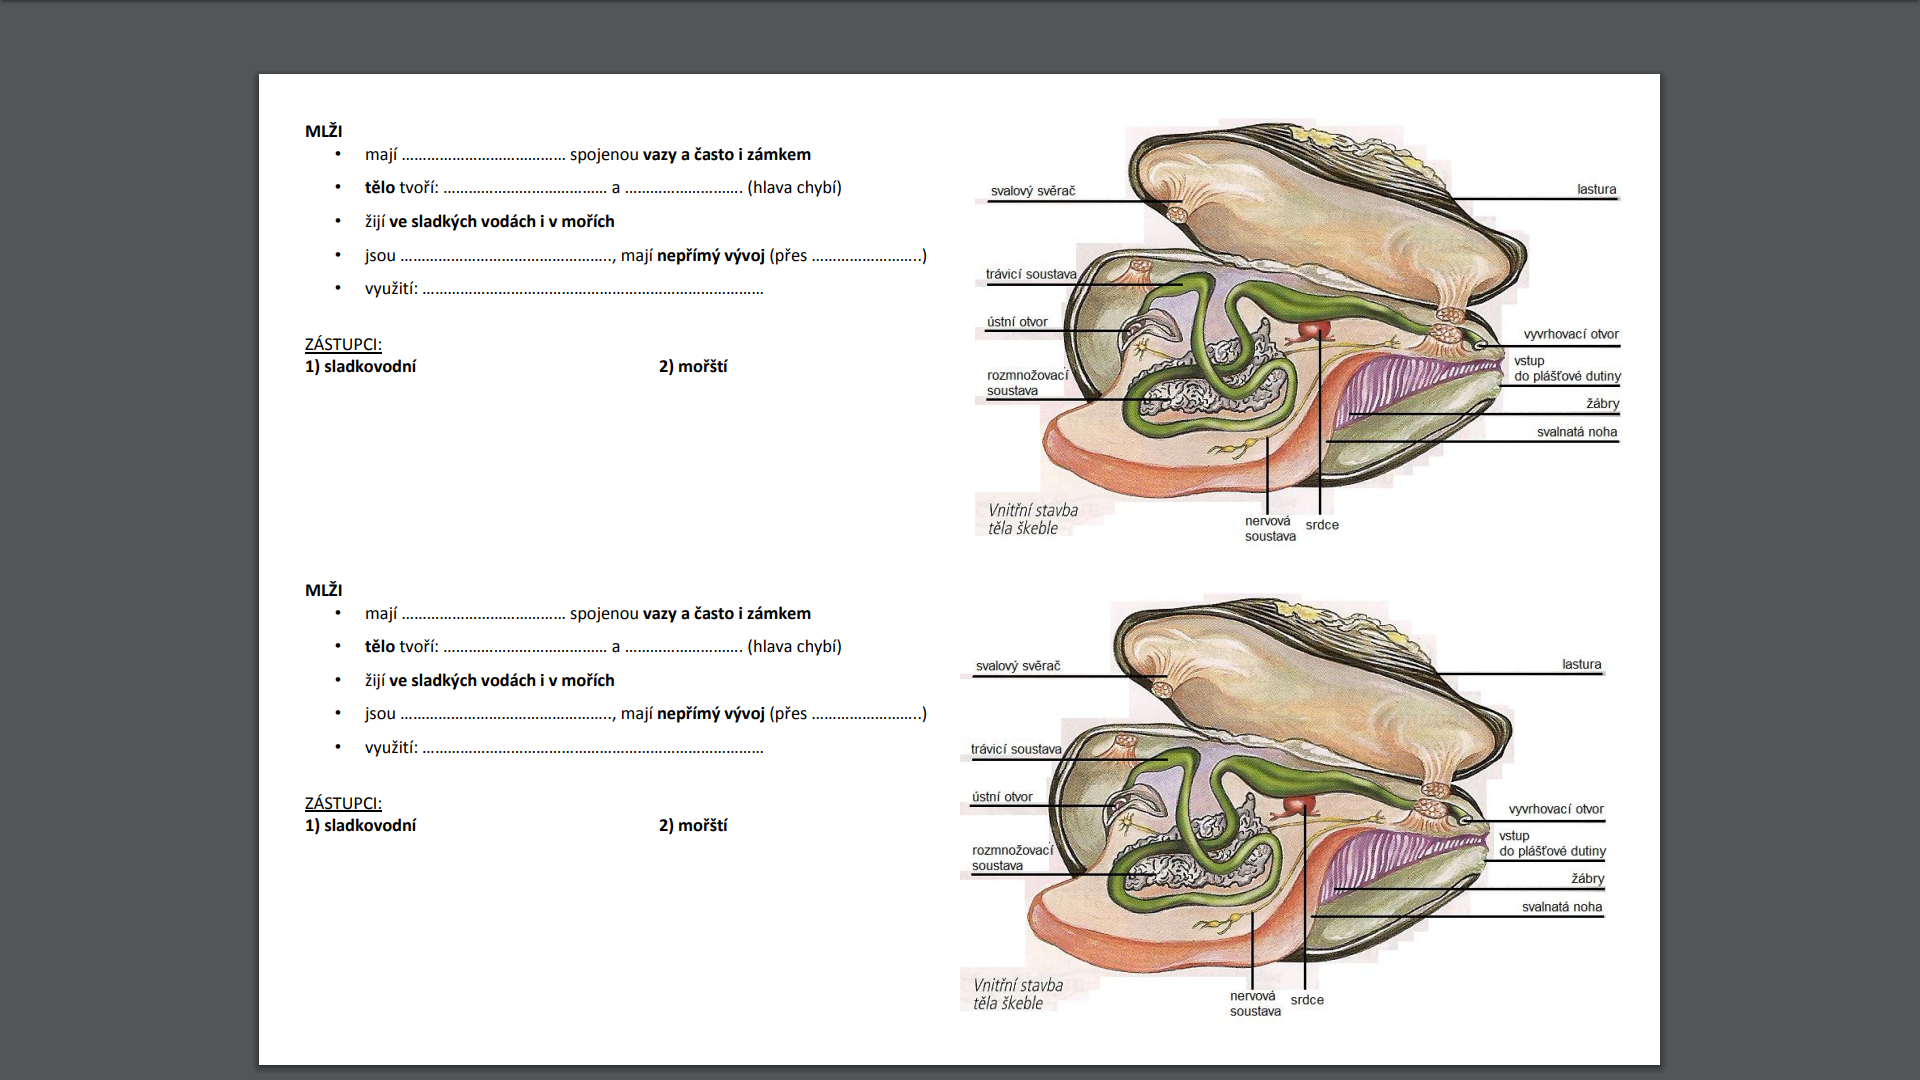 MLŽI
• mají ………………………………… spojenou vazy a často i zámkem
• tělo tvoří: ………………………………… a ………………………. (hlava chybí)
• žijí ve sladkých vodách i v mořích
• jsou ………………………………………….., mají nepřímý vývoj (přes ……………………..)
• využití: ………………………………………………………………………
ZÁSTUPCI:
1) sladkovodní 2) mořští
svalový svěrač
lastura
trávicí soustava
ústní otvor
vyvrhovací otvor
vstup
do plášťové dutiny
rozmnožovací
soustava
žábry
svalnatá noha
Vnitřní stavba
těla škeble
nervová
soustava
srdce
MLŽI
• mají ………………………………… spojenou vazy a často i zámkem
• tělo tvoří: ………………………………… a ………………………. (hlava chybí)
• žijí ve sladkých vodách i v mořích
• jsou ………………………………………….., mají nepřímý vývoj (přes ……………………..)
• využití: ………………………………………………………………………
ZÁSTUPCI:
1) sladkovodní 2) mořští
svalový svěrač
lastura
trávicí soustava
ústní otvor
vyvrhovací otvor
vstup
do plášťové dutiny
rozmnožovací
soustava
žábry
svalnatá noha
Vnitřní stavba
těla škeble
nervová
soustava
srdce